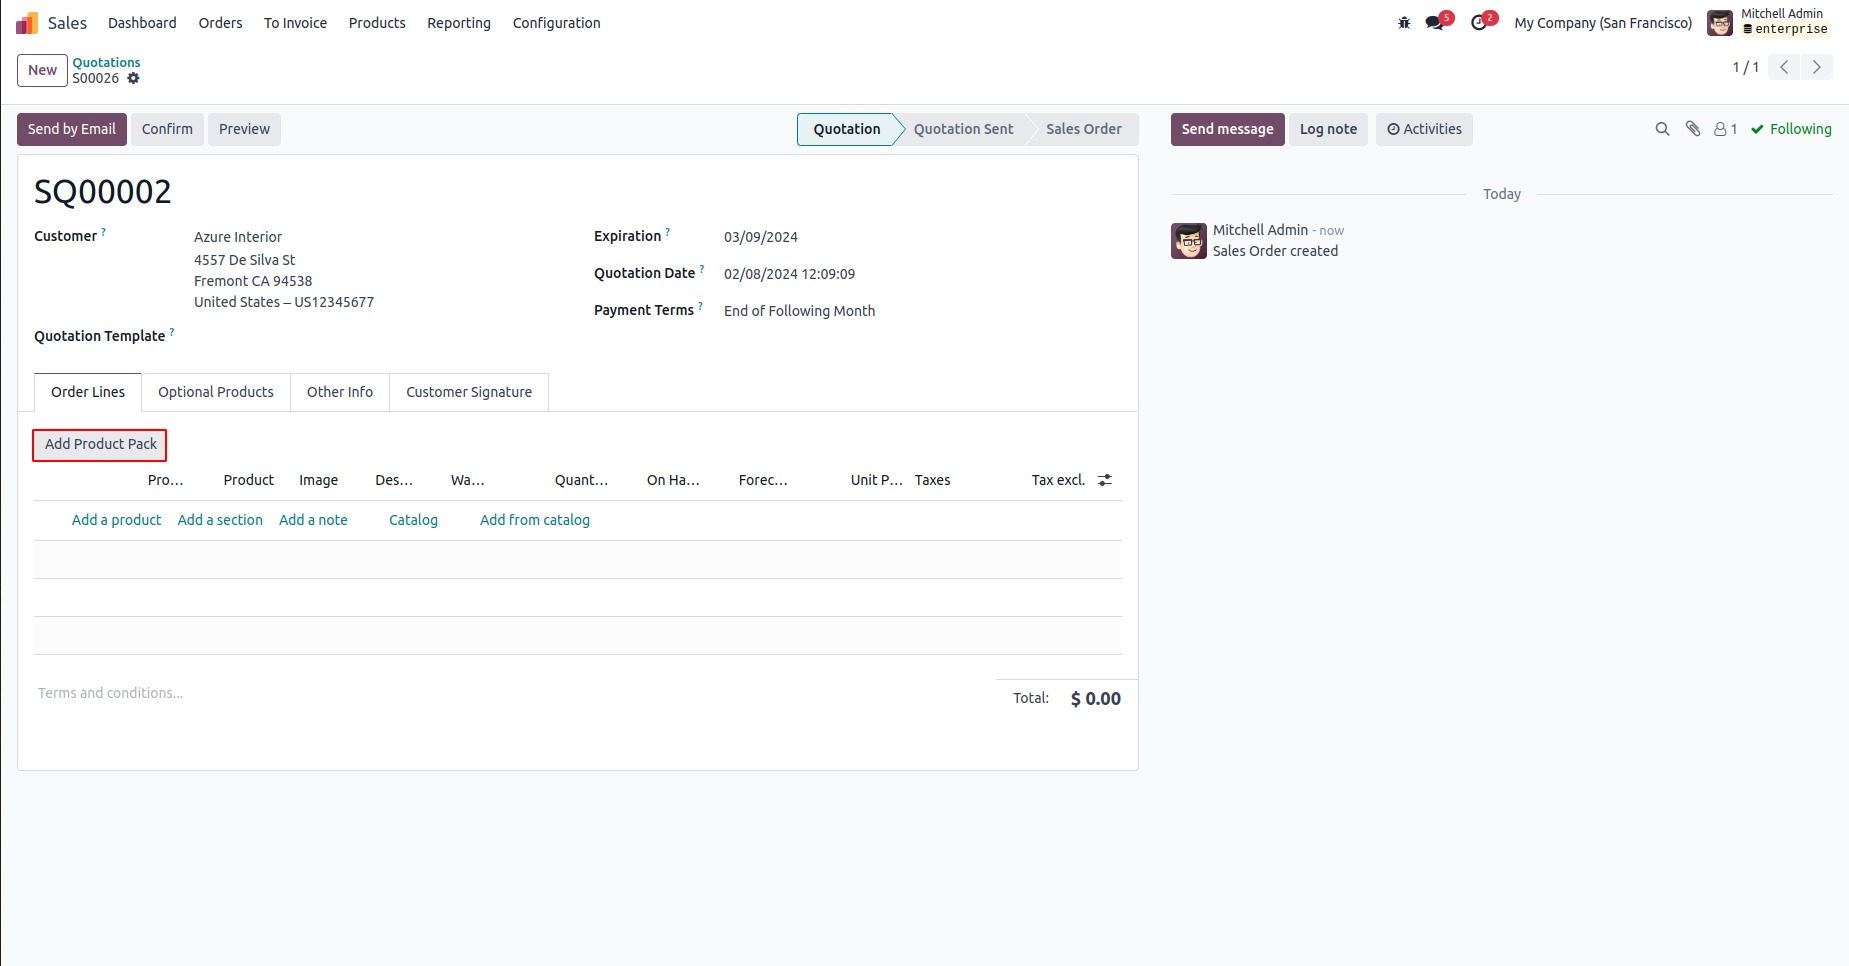 Sales Dashboard Orders To Invoice Products Reporting Configuration 5 2 My Company (San Francisco) Mitchell Admin
enterprise
New Quotations
S00026
1 / 1
Send by Email Confirm Preview Quotation Quotation Sent Sales Order Send message Log note Activities 1 Following
SQ00002
Today
Customer ? Azure Interior
4557 De Silva St
Fremont CA 94538
United States – US12345677
Quotation Template ?
Expiration ? 03/09/2024
Quotation Date ? 02/08/2024 12:09:09
Payment Terms ? End of Following Month
Mitchell Admin - now
Sales Order created
Order Lines Optional Products Other Info Customer Signature
Add Product Pack
Pro... Product Image Des... Wa... Quant... On Ha... Forec... Unit P... Taxes Tax excl.
Add a product Add a section Add a note Catalog Add from catalog
Terms and conditions...
Total: $ 0.00